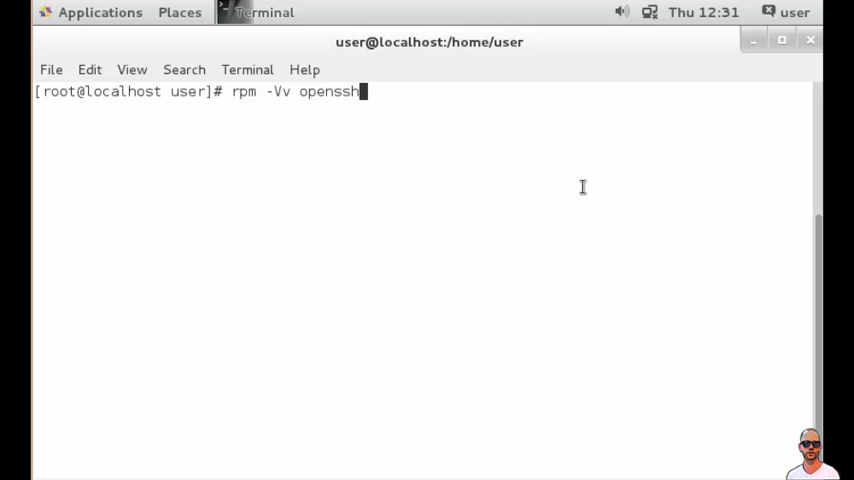 Applications Places Terminal Thu 12:31 user
user@localhost:/home/user
File Edit View Search Terminal Help
[root@localhost user]# rpm -Vv openssh